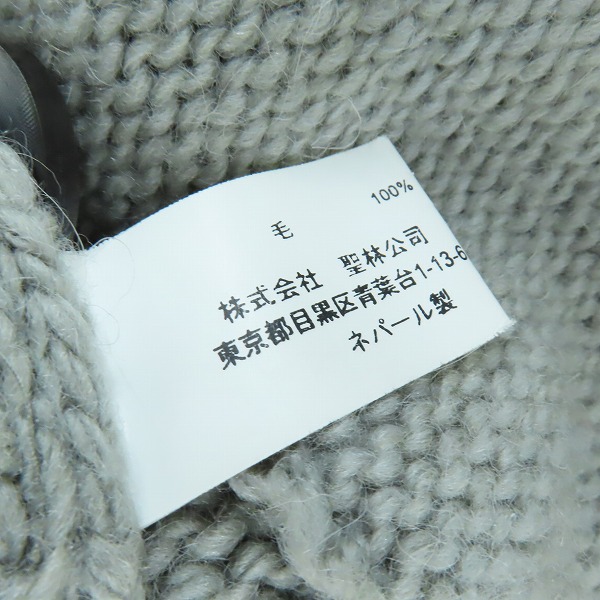 毛 100%
株式会社 聖林公司
東京都目黒区青葉台1-13-6
ネパール製